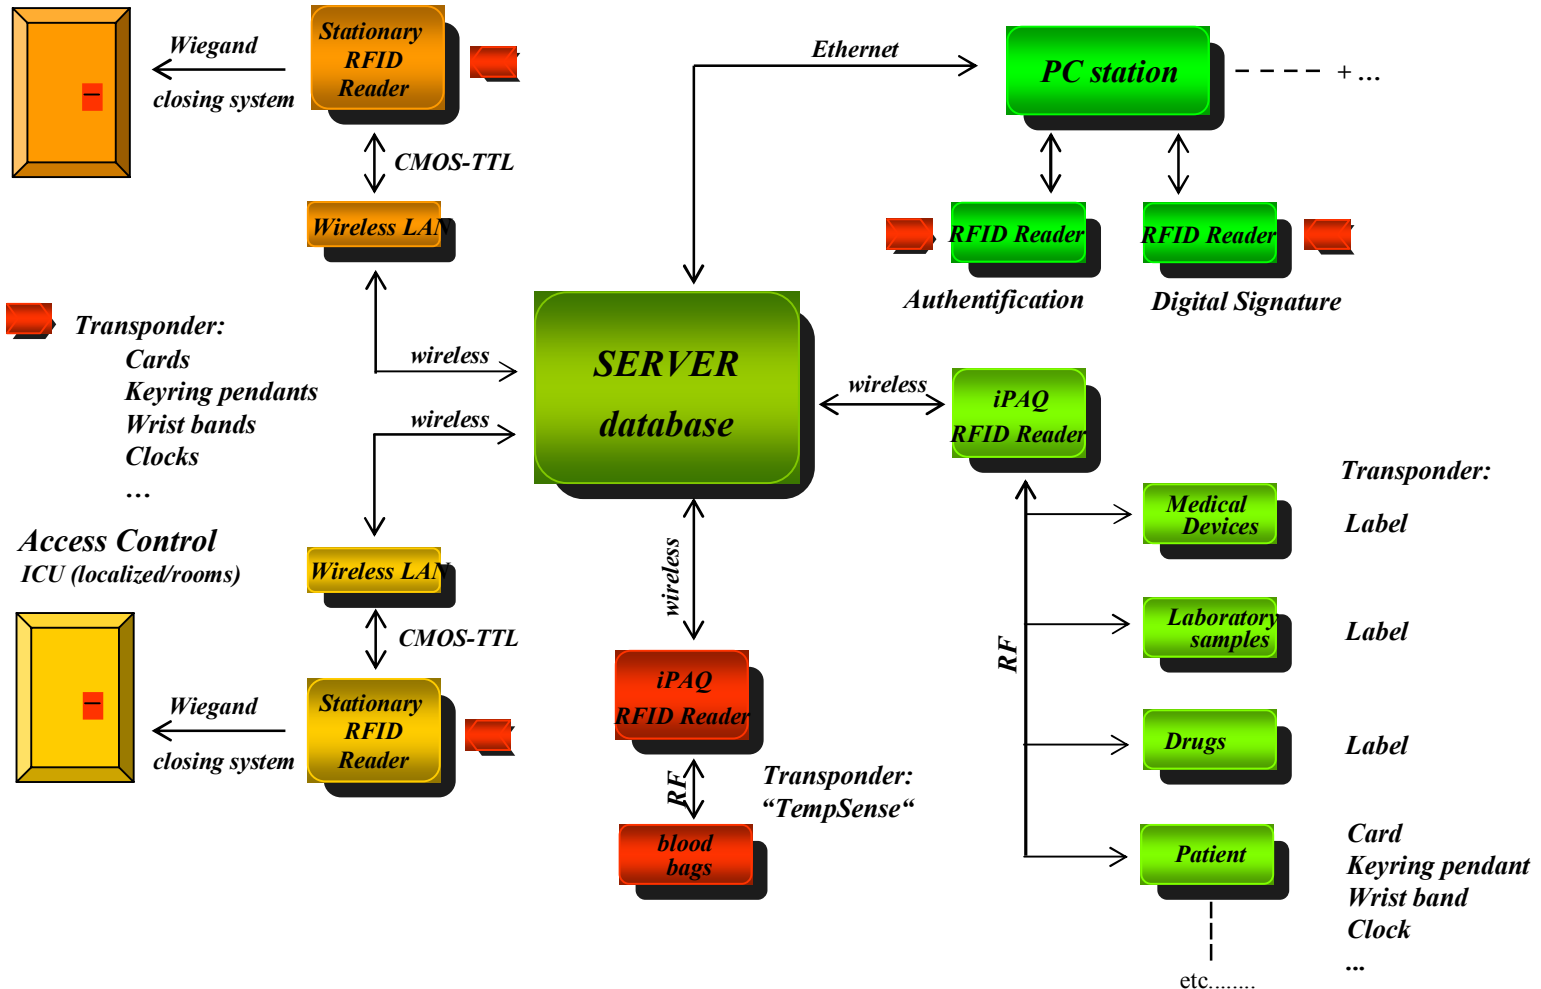 Wiegand
closing system
Stationary
RFID
Reader
CMOS-TTL
Wireless LAN
Ethernet
PC station
+ ...
RFID Reader
RFID Reader
Authentification
Digital Signature
Transponder:
Cards
Keyring pendants
Wrist bands
Clocks
...
wireless
wireless
SERVER
database
wireless
iPAQ
RFID Reader
Access Control
ICU (localized/rooms)
Wireless LAN
CMOS-TTL
Stationary
RFID
Reader
Wiegand
closing system
wireless
iPAQ
RFID Reader
RF
Transponder:
“TempSense“
blood
bags
RF
Transponder:
Medical
Devices
Label
Laboratory
samples
Label
Drugs
Label
Patient
Card
Keyring pendant
Wrist band
Clock
...
etc........